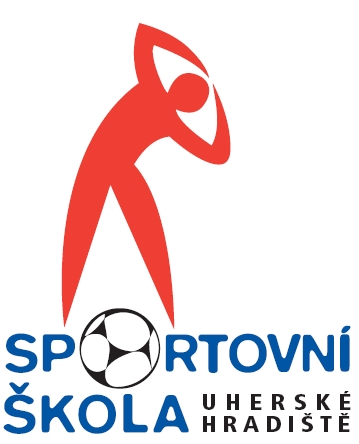 SPORTOVNÍ
ŠKOLA
UHERSKÉ
HRADIŠTĚ